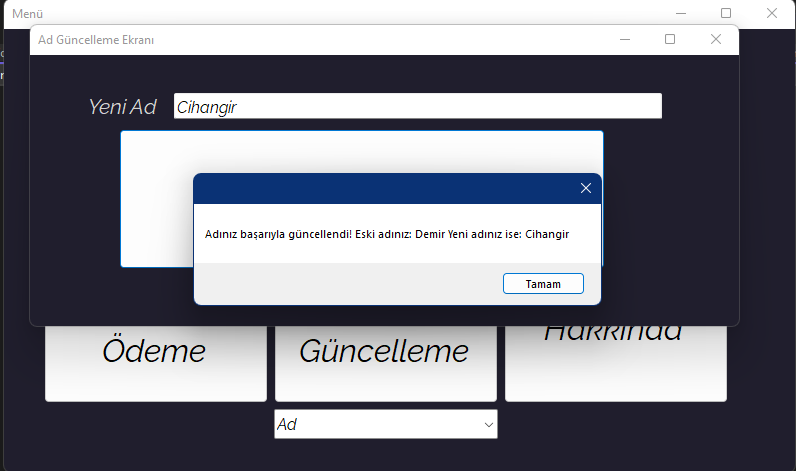 Menü
Ad Güncelleme Ekranı
Yeni Ad Cihangir
Adınız başarıyla güncellendi! Eski adınız: Demir Yeni adınız ise: Cihangir
Tamam
Ödeme
Güncelleme
Hakkında
Ad